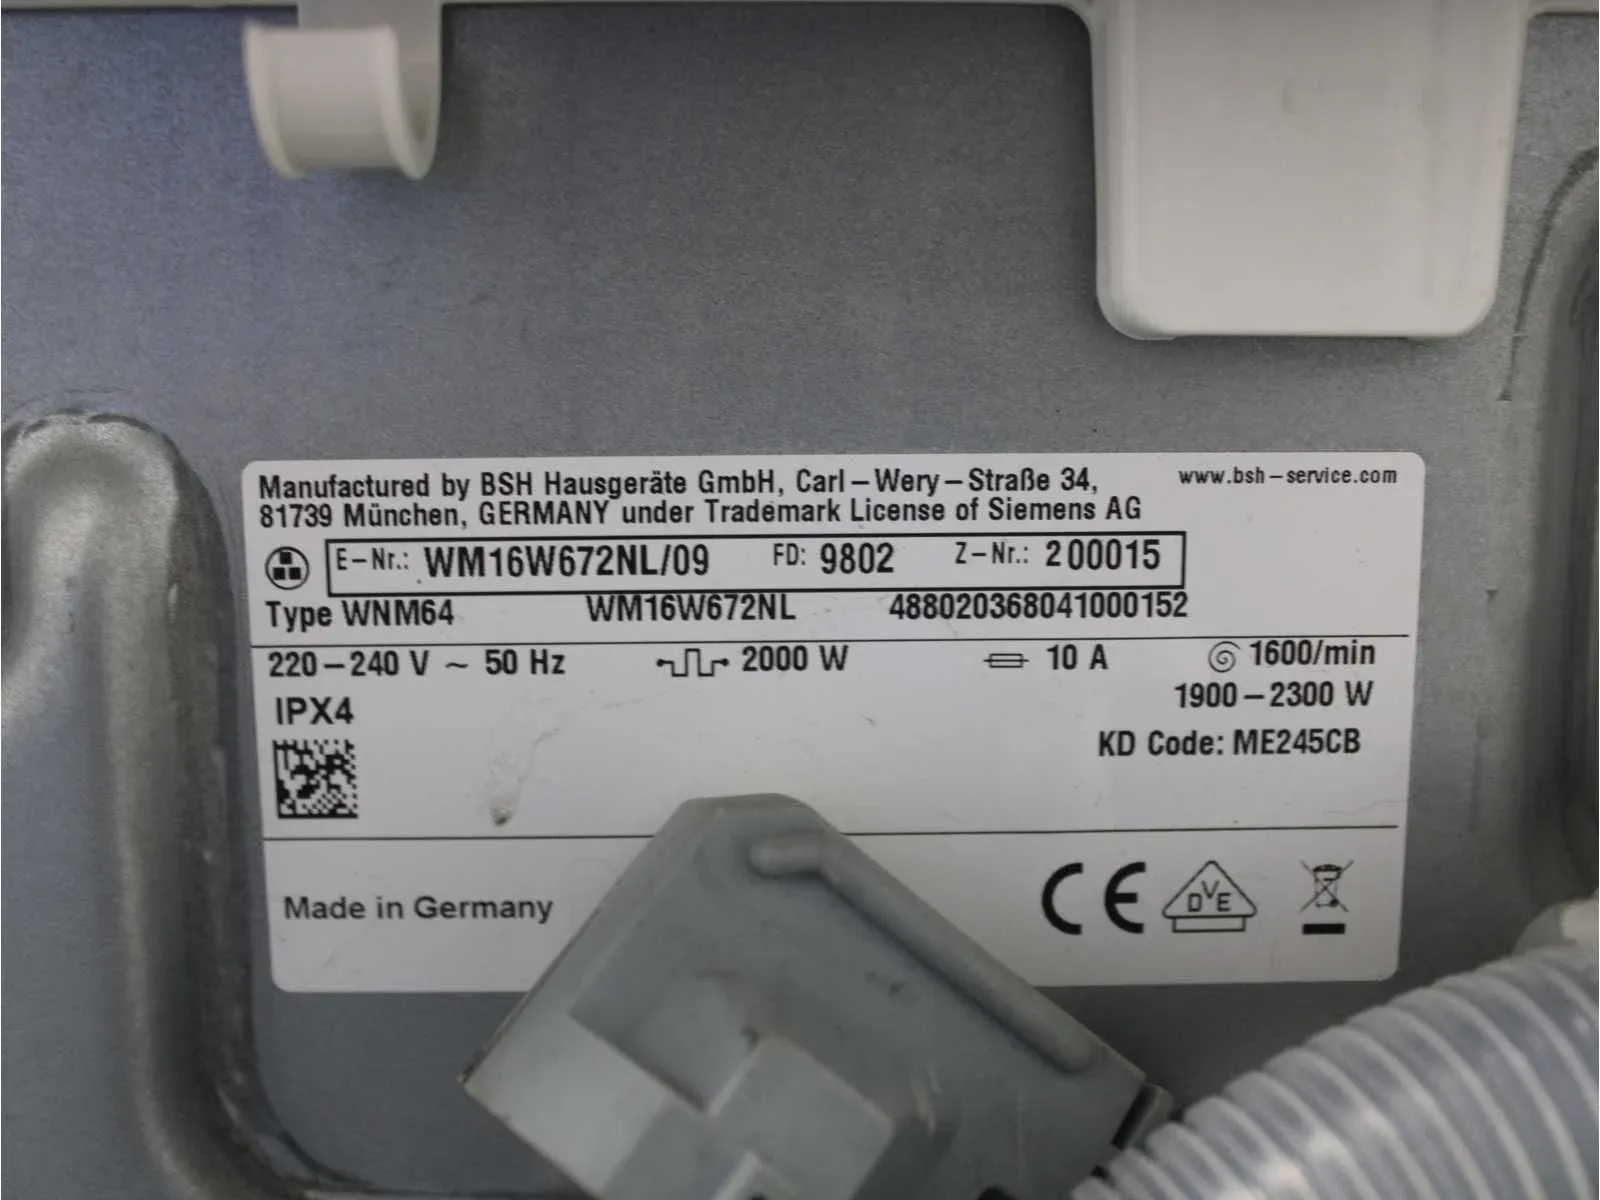 Manufactured by BSH Hausgeräte GmbH, Carl-Wery-Straße 34, www.bsh-service.com
81739 München, GERMANY under Trademark License of Siemens AG
E-Nr.: WM16W672NL/09 FD: 9802 Z-Nr.: 200015
Type WNM64 WM16W672NL 488020368041000152
220-240 V ~ 50 Hz 2000 W 10 A 1600/min
IPX4 1900-2300 W
KD Code: ME245CB
Made in Germany CE DVE